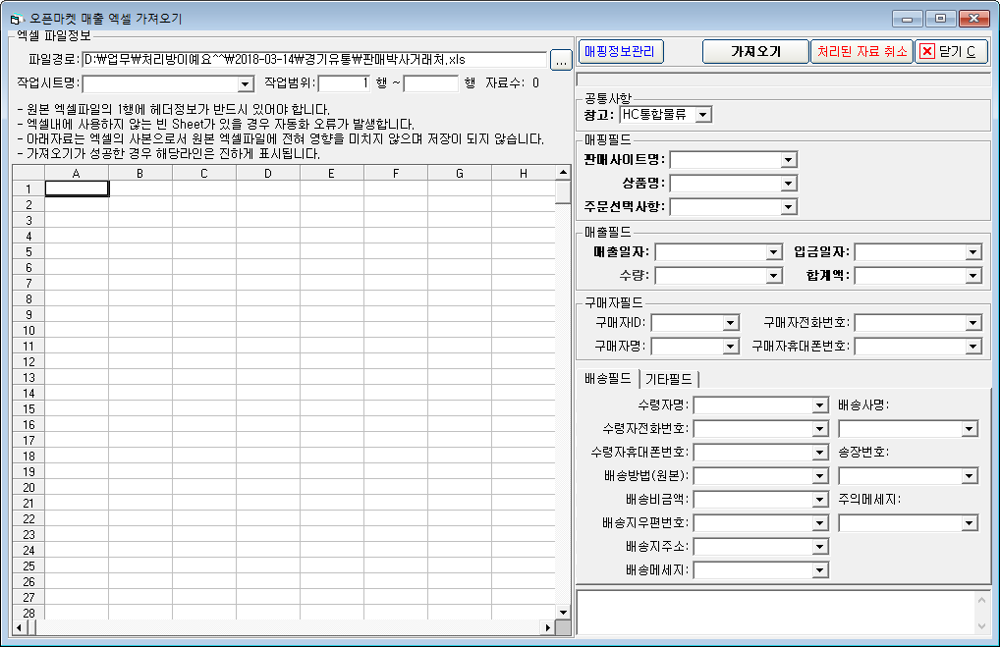 오픈마켓 매출 엑셀 가져오기
엑셀 파일정보
파일경로: D:₩업무₩처리방미예요^^₩2018-03-14₩경기유통₩판매박사거래처.xls ...
작업시트명: 작업범위: 1 행 ~ 행 자료수: 0
- 원본 엑셀파일의 1행에 헤더정보가 반드시 있어야 합니다.
- 엑셀내에 사용하지 않는 빈 Sheet가 있을 경우 자동화 오류가 발생합니다.
- 아래자료는 엑셀의 사본으로서 원본 엑셀파일에 전혀 영향을 미치지 않으며 저장이 되지 않습니다.
- 가져오기가 성공한 경우 해당라인은 진하게 표시됩니다.
A B C D E F G H
1
2
3
4
5
6
7
8
9
10
11
12
13
14
15
16
17
18
19
20
21
22
23
24
25
26
27
28
매핑정보관리 가져오기 처리된 자료 취소 닫기 C
공통사항
참고: HC통합물류
매핑필드
판매사이트명:
상품명:
주문선택사항:
매출필드
매출일자: 입금일자:
수량: 합계액:
구매자필드
구매자ID: 구매자전화번호:
구매자명: 구매자휴대폰번호:
배송필드 기타필드
수령자명: 배송사명:
수령자전화번호:
수령자휴대폰번호: 송장번호:
배송방법(원본):
배송비금액: 주의메세지:
배송지우편번호:
배송지주소:
배송메세지: